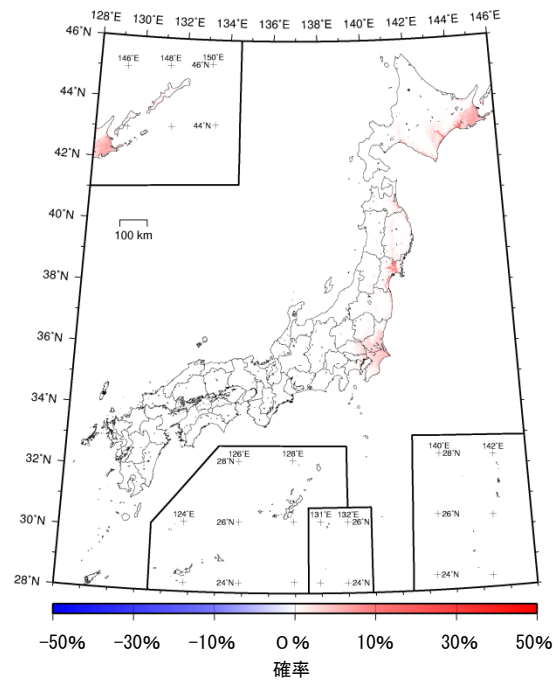 128°E 130°E 132°E 134°E 136°E 138°E 140°E 142°E 144°E 146°E
46°N
146°E 148°E 150°E
46°N
44°N
44°N
42°N
40°N
100 km
38°N
36°N
34°N
32°N
126°E 128°E
28°N
140°E 142°E
28°N
124°E
26°N
131°E 132°E
26°N
26°N
30°N
24°N
24°N
24°N
28°N
-50% -30% -10% 0% 10% 30% 50%
確率